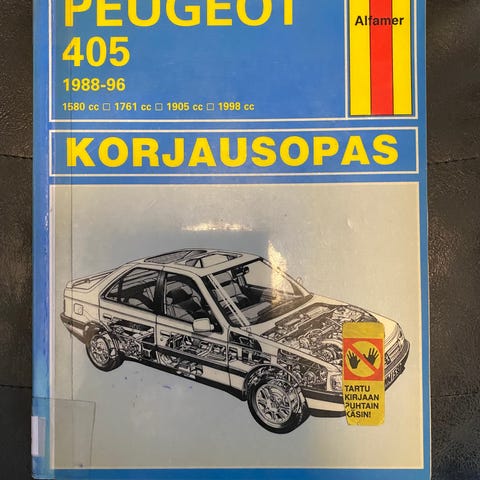 PEUGEOT
Alfamer
405
1988-96
1580 cc □ 1761 cc □ 1905 cc □ 1998 cc
KORJAUSOPAS
TARTU
KIRJAAN
PUHTAIN
KÄSIN!